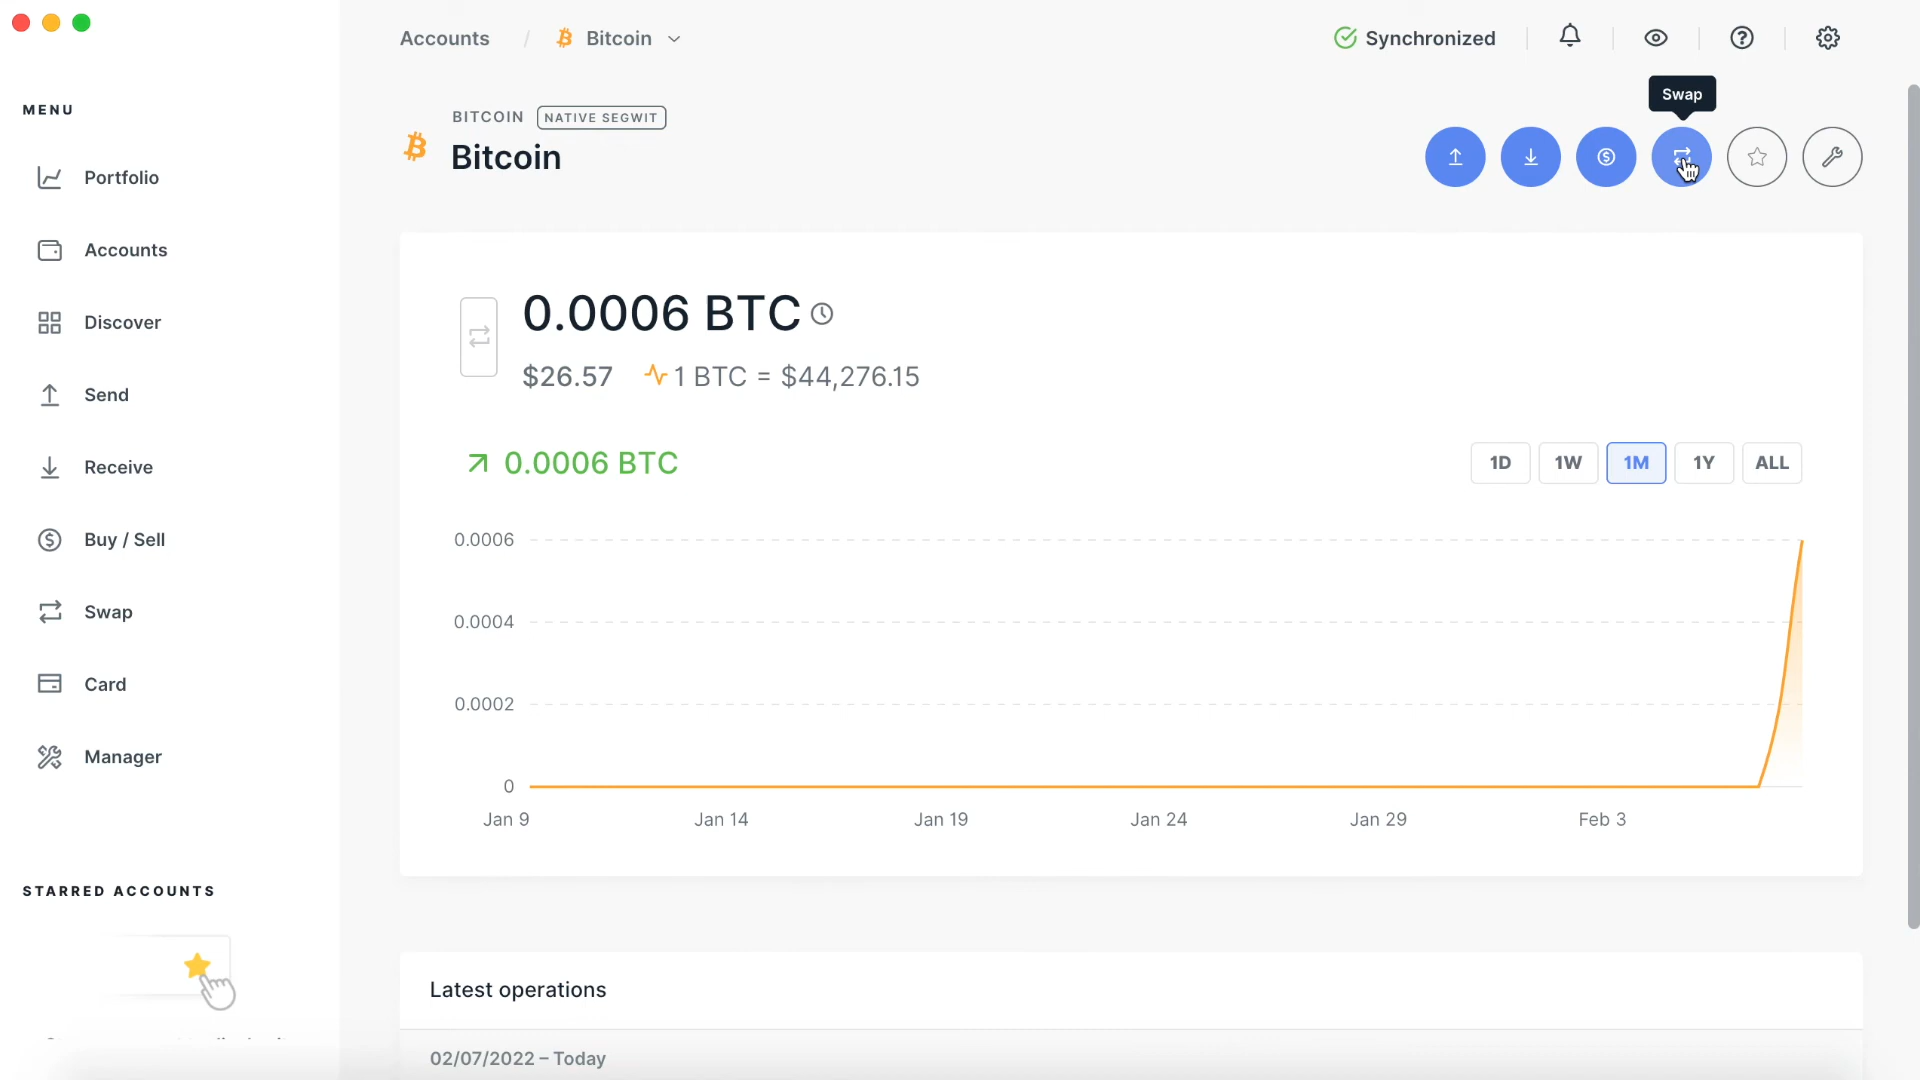 Accounts / Bitcoin
Synchronized
MENU
Swap
BITCOIN NATIVE SEGWIT
Bitcoin
Portfolio
Accounts
Discover
Send
Receive
Buy / Sell
Swap
Card
Manager
STARRED ACCOUNTS
0.0006 BTC
$26.57 1 BTC = $44,276.15
0.0006 BTC
1D 1W 1M 1Y ALL
0.0006
0.0004
0.0002
0
Jan 9 Jan 14 Jan 19 Jan 24 Jan 29 Feb 3
Latest operations
02/07/2022 – Today